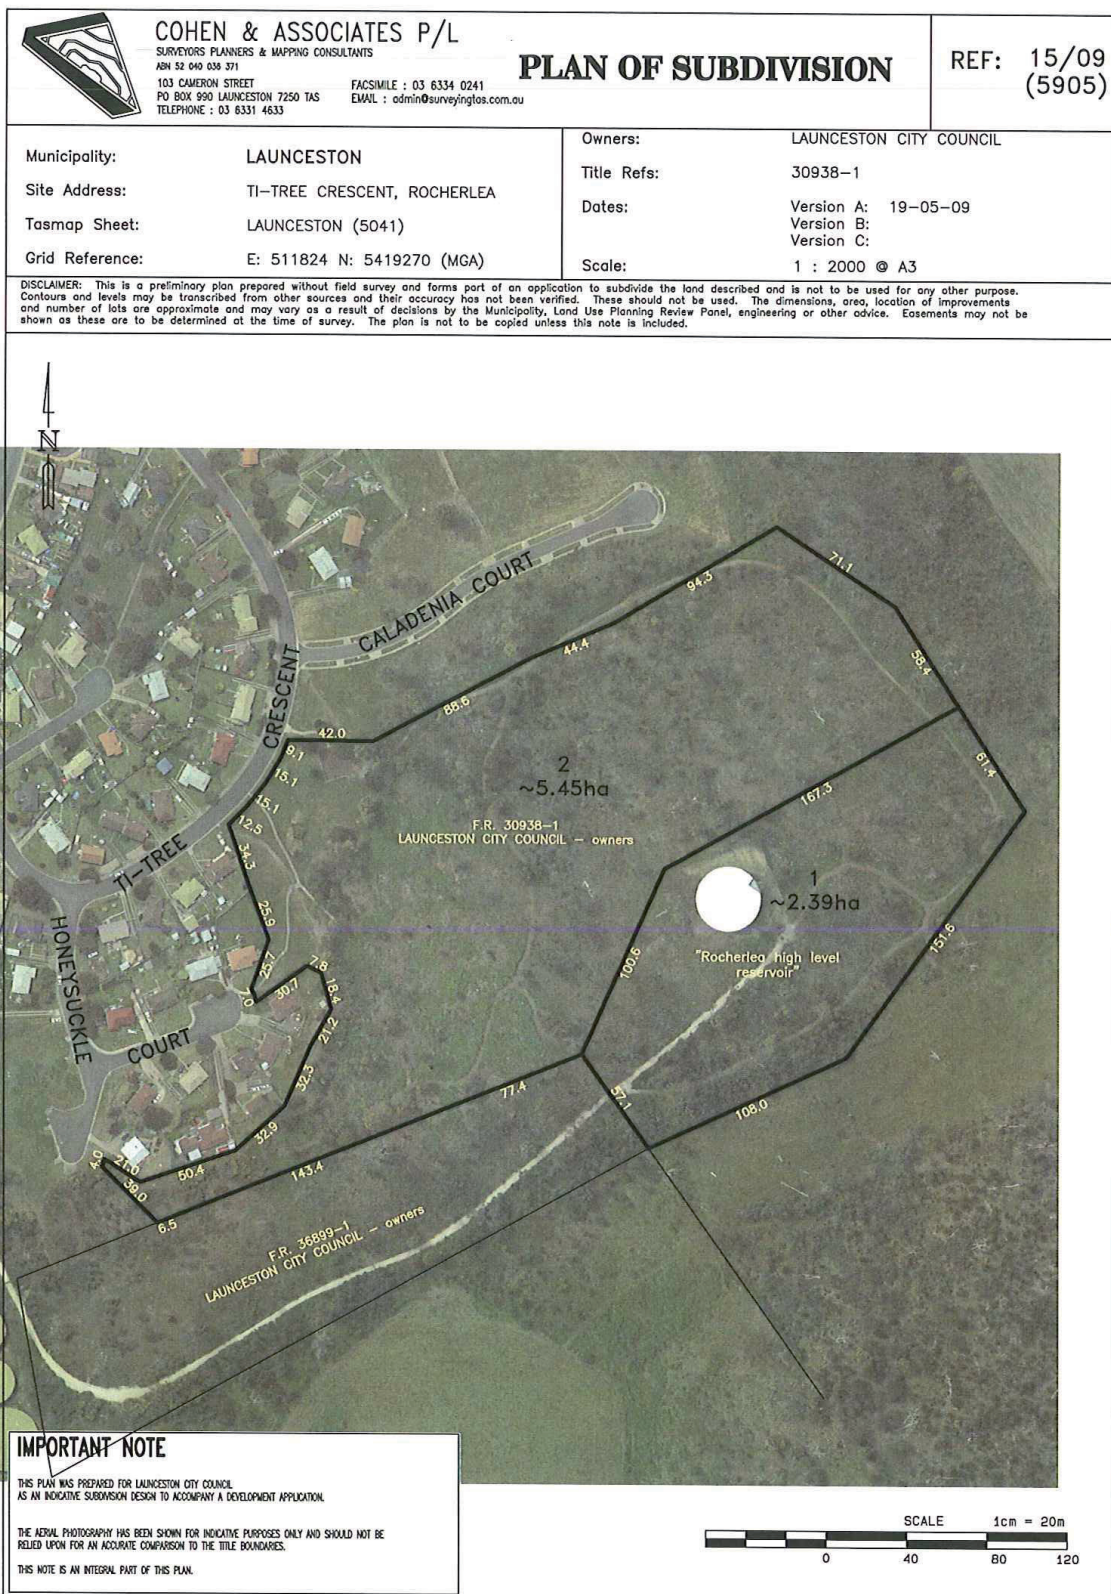 COHEN & ASSOCIATES P/L
SURVEYORS PLANNERS & MAPPING CONSULTANTS
ABN 52 040 036 371
103 CAMERON STREET
PO BOX 990 LAUNCESTON 7250 TAS
TELEPHONE : 03 6331 4633
FACSIMILE : 03 6334 0241
EMAIL : admin@surveyingtas.com.au
PLAN OF SUBDIVISION
REF: 15/09
(5905)
Municipality: LAUNCESTON
Site Address: TI-TREE CRESCENT, ROCHERLEA
Tasmap Sheet: LAUNCESTON (5041)
Grid Reference: E: 511824 N: 5419270 (MGA)
Owners: LAUNCESTON CITY COUNCIL
Title Refs: 30938-1
Dates: Version A: 19-05-09
Version B:
Version C:
Scale: 1 : 2000 @ A3
DISCLAIMER: This is a preliminary plan prepared without field survey and forms part of an application to subdivide the land described and is not to be used for any other purpose.
Contours and levels may be transcribed from other sources and their accuracy has not been verified. These should not be used. The dimensions, area, location of improvements
and number of lots are approximate and may vary as a result of decisions by the Municipality, Land Use Planning Review Panel, engineering or other advice. Easements may not be
shown as these are to be determined at the time of survey. The plan is not to be copied unless this note is included.
N
CALADENIA COURT
TI-TREE CRESCENT
HONEYSUCKLE COURT
71.1
94.3
44.4
58.4
88.6
42.0
9.1
15.1
15.1
12.5
34.3
25.9
25.7
7.0
30.7
7.8
18.4
21.2
32.3
32.9
50.4
21.0
4.0
39.0
6.5
143.4
77.4
57.1
108.0
151.6
61.4
167.3
100.6
2
~5.45ha
F.R. 30938-1
LAUNCESTON CITY COUNCIL - owners
1
~2.39ha
"Rocherlea high level
reservoir"
F.R. 36899-1
LAUNCESTON CITY COUNCIL - owners
IMPORTANT NOTE
THIS PLAN WAS PREPARED FOR LAUNCESTON CITY COUNCIL
AS AN INDICATIVE SUBDIVISION DESIGN TO ACCOMPANY A DEVELOPMENT APPLICATION.
THE AERIAL PHOTOGRAPHY HAS BEEN SHOWN FOR INDICATIVE PURPOSES ONLY AND SHOULD NOT BE
RELIED UPON FOR AN ACCURATE COMPARISON TO THE TITLE BOUNDARIES.
THIS NOTE IS AN INTEGRAL PART OF THIS PLAN.
SCALE 1cm = 20m
0 40 80 120